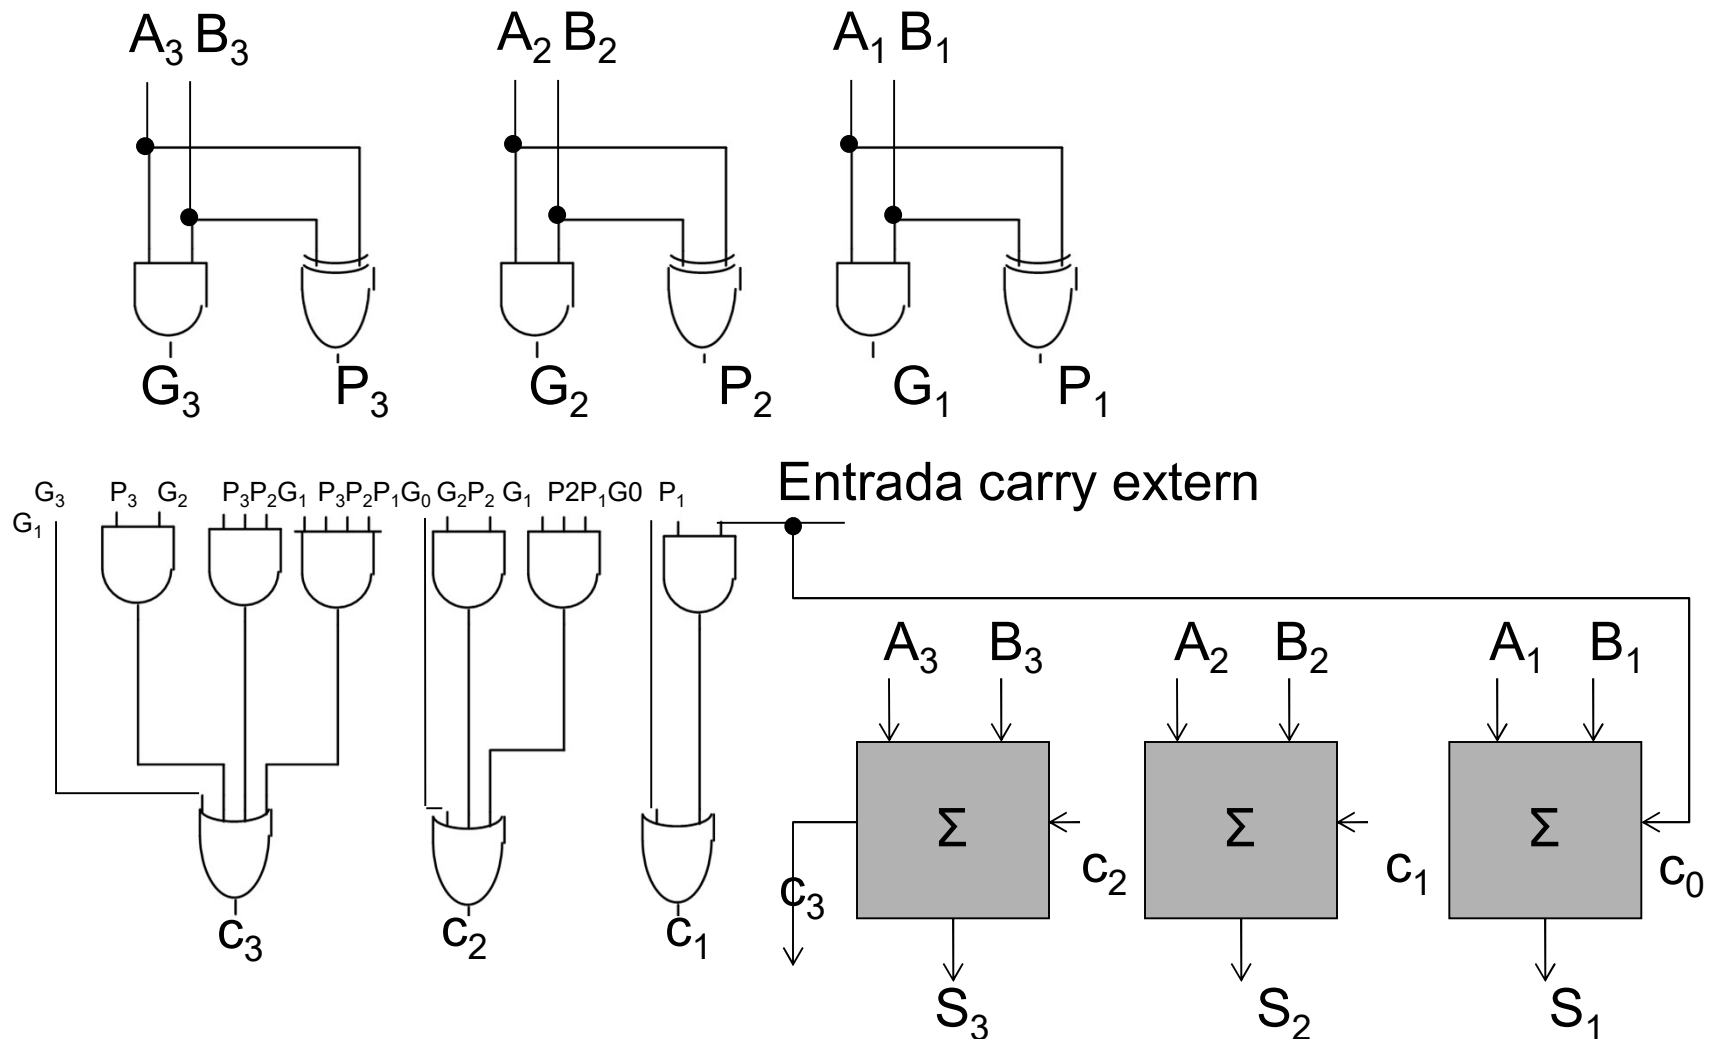 A3 B3 A2 B2 A1 B1
G3 P3 G2 P2 G1 P1
Entrada carry extern
G3 P3 G2 P3P2G1 P3P2P1G0 G2P2 G1 P2P1G0 P1
G1
A3 B3 A2 B2 A1 B1
Σ Σ Σ
c3 c2 c1 c0
c3 c2 c1
S3 S2 S1